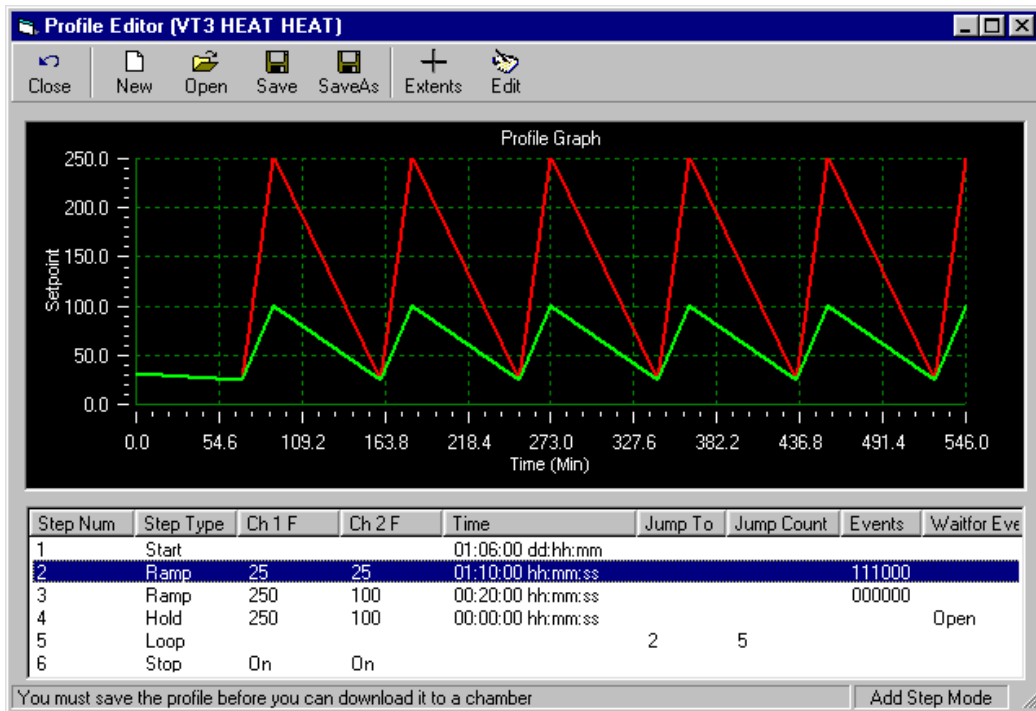 Profile Editor (VT3 HEAT HEAT)
Close New Open Save SaveAs Extents Edit
Profile Graph
250.0
200.0
150.0
100.0
50.0
0.0
Setpoint
0.0 54.6 109.2 163.8 218.4 273.0 327.6 382.2 436.8 491.4 546.0
Time (Min)
Step Num Step Type Ch 1 F Ch 2 F Time Jump To Jump Count Events Waitfor Eve
1 Start 01:06:00 dd:hh:mm
2 Ramp 25 25 01:10:00 hh:mm:ss 111000
3 Ramp 250 100 00:20:00 hh:mm:ss 000000
4 Hold 250 100 00:00:00 hh:mm:ss Open
5 Loop 2 5
6 Stop On On
You must save the profile before you can download it to a chamber Add Step Mode